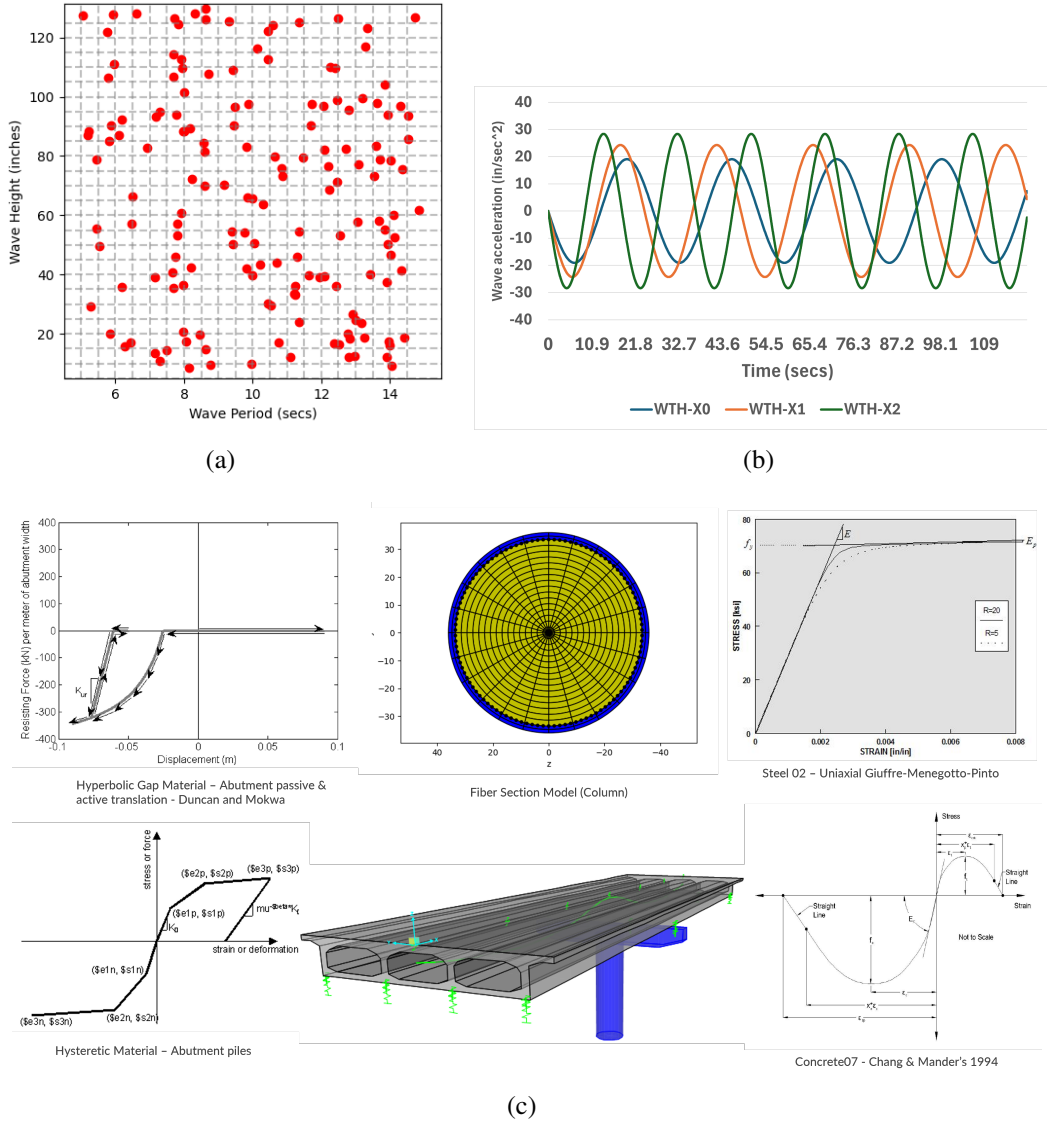 120
100
80
60
40
20
Wave Height (inches)
6
8
10
12
14
Wave Period (secs)
(a)
40
30
20
10
0
-10
-20
-30
-40
Wave acceleration (in/sec^2)
0 10.9 21.8 32.7 43.6 54.5 65.4 76.3 87.2 98.1 109
Time (secs)
WTH-X0 WTH-X1 WTH-X2
(b)
400
300
200
100
0
-100
-200
-300
-400
Resisting Force (kN) per meter of abutment width
Kur
-0.1 -0.05 0 0.05 0.1
Displacement (m)
Hyperbolic Gap Material – Abutment passive &
active translation - Duncan and Mokwa
30
20
10
0
−10
−20
−30
40 20 0 −20 −40
z
Fiber Section Model (Column)
80
60
40
20
0
fy
E
Ep
STRESS [ksi]
R=20
R=5
0 0.002 0.004 0.006 0.008
STRAIN [in/in]
Steel 02 – Uniaxial Giuffre-Menegotto-Pinto
stress or force
($e3p, $s3p)
($e2p, $s2p)
($e1p, $s1p)
K0
strain or deformation
($e1n, $s1n)
($e2n, $s2n)
($e3n, $s3n)
Hysteretic Material – Abutment piles
Stress
Straight
Line
Strain
Straight
Line
Not to Scale
Concrete07 - Chang & Mander's 1994
(c)